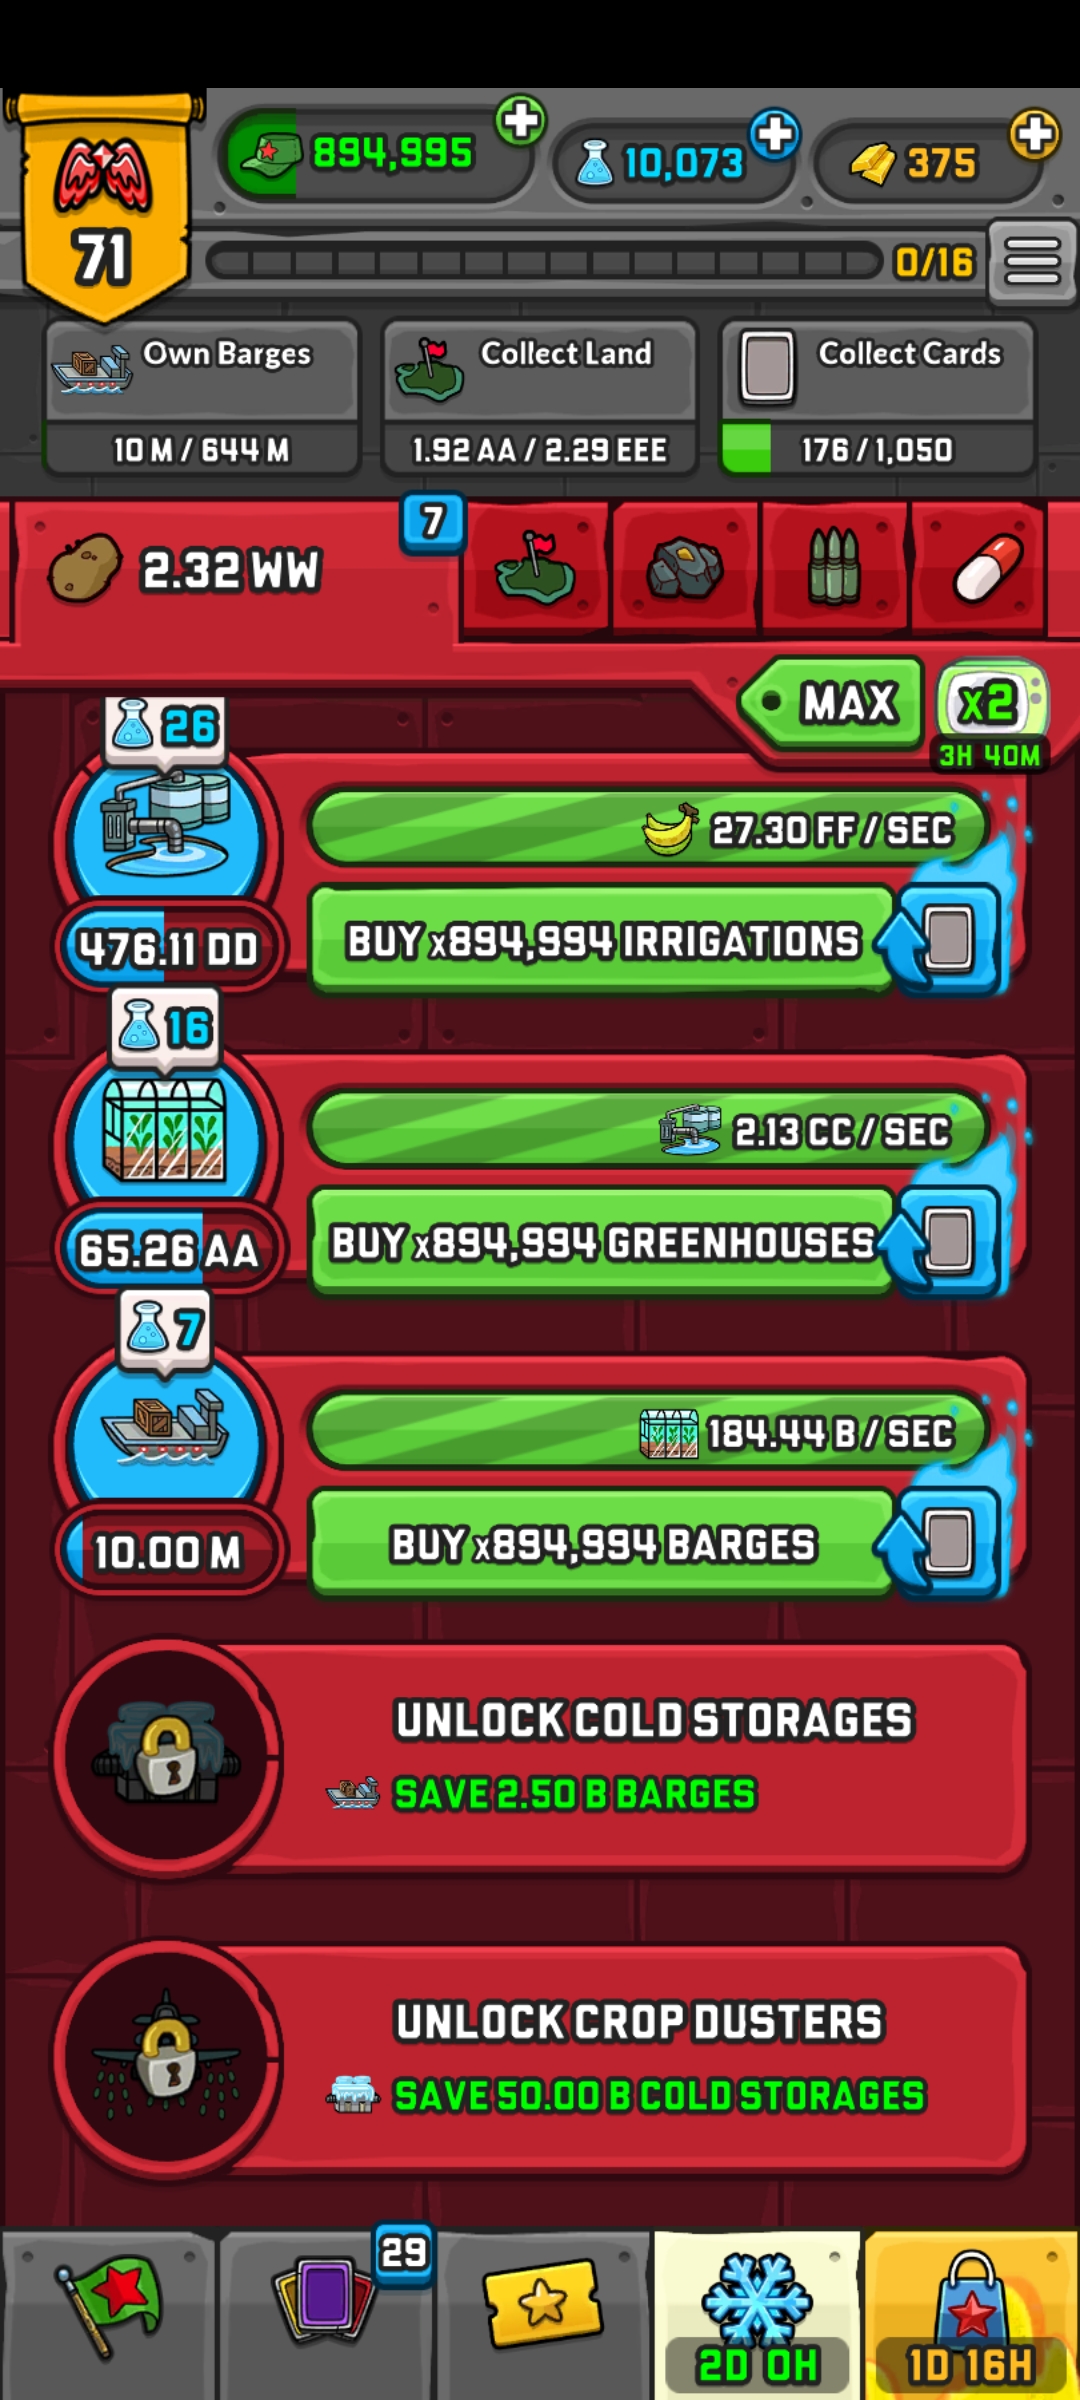 894,995
10,073
375
71
0/16
Own Barges
10 M / 644 M
Collect Land
1.92 AA / 2.29 EEE
Collect Cards
176 / 1,050
2.32 WW
7
MAX
x2
3H 40M
26
27.30 FF / SEC
476.11 DD
BUY x894,994 IRRIGATIONS
16
2.13 CC / SEC
65.26 AA
BUY x894,994 GREENHOUSES
7
184.44 B / SEC
10.00 M
BUY x894,994 BARGES
UNLOCK COLD STORAGES
SAVE 2.50 B BARGES
UNLOCK CROP DUSTERS
SAVE 50.00 B COLD STORAGES
29
2D 0H
1D 16H